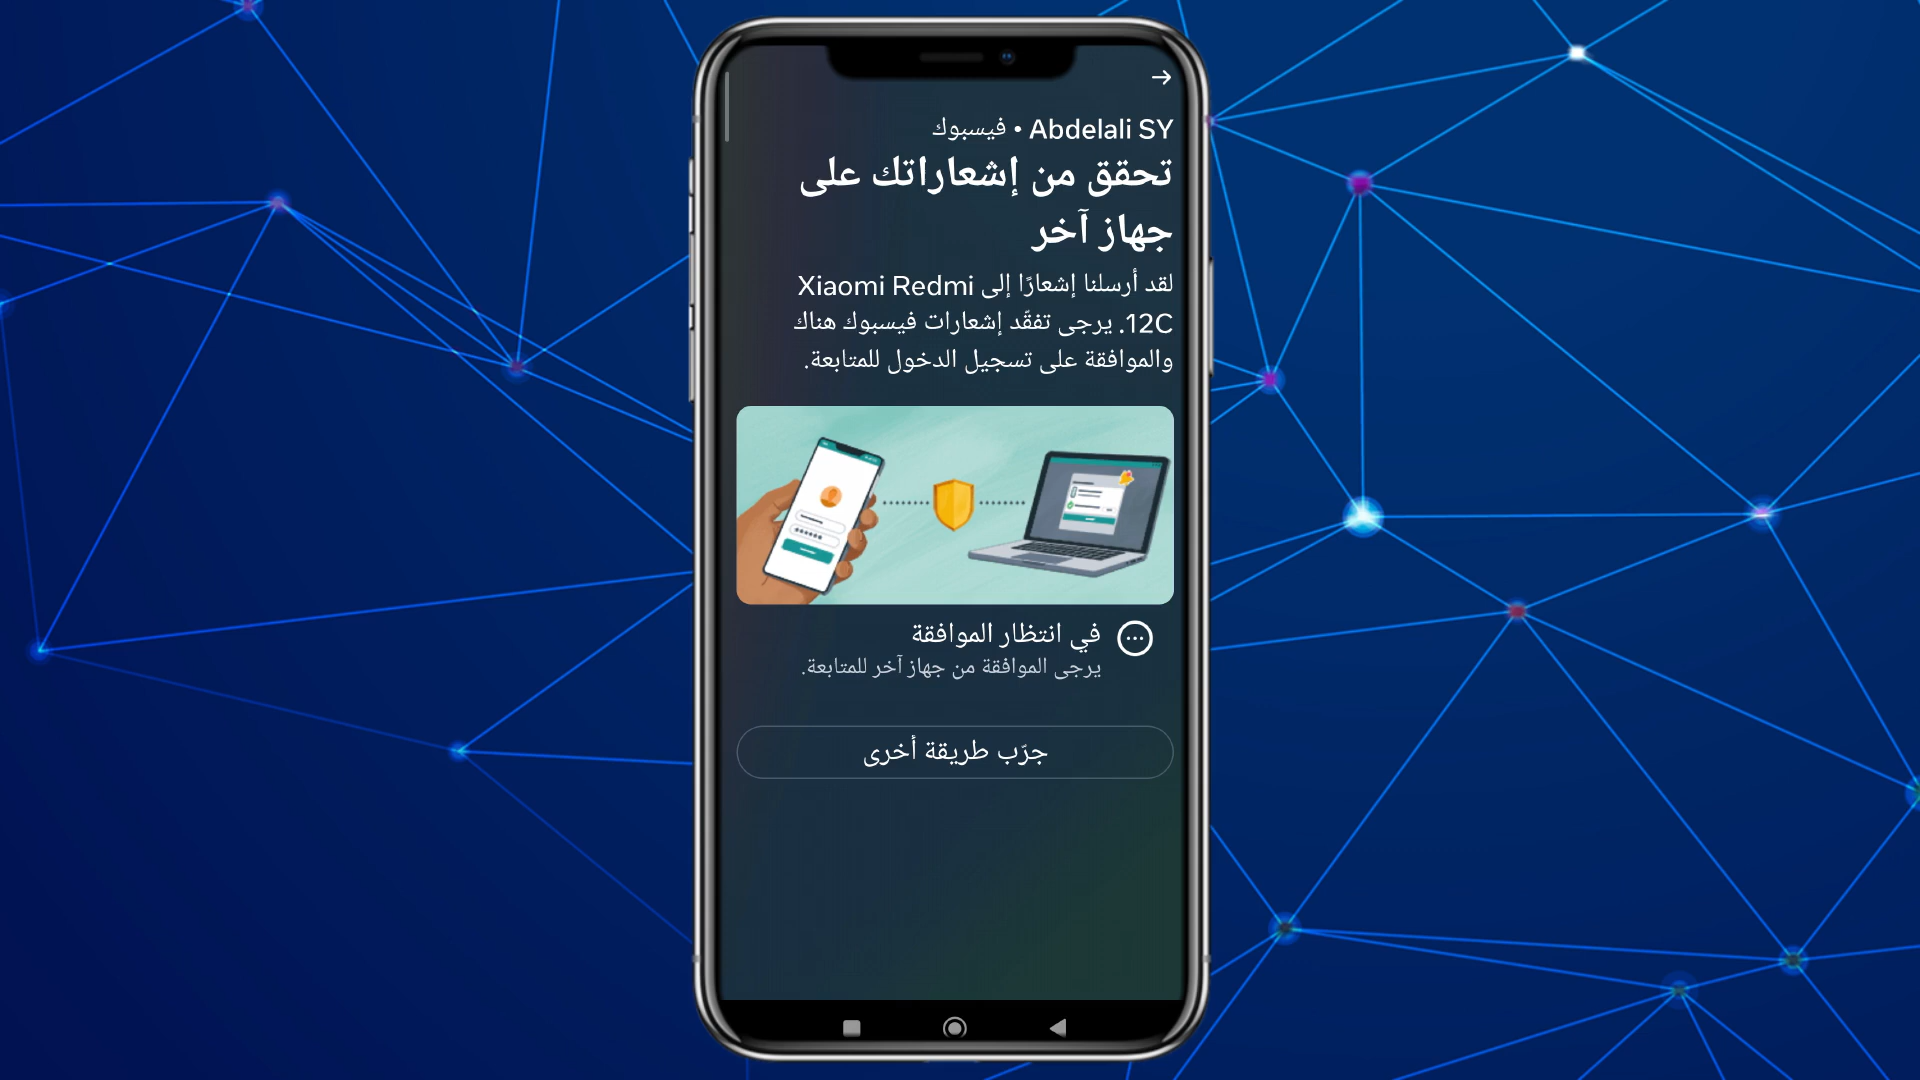 Abdelali SY • فيسبوك
تحقق من إشعاراتك على
جهاز آخر
لقد أرسلنا إشعارًا إلى Xiaomi Redmi
12C. يرجى تفقّد إشعارات فيسبوك هناك
والموافقة على تسجيل الدخول للمتابعة.
في انتظار الموافقة
يرجى الموافقة من جهاز آخر للمتابعة.
جرّب طريقة أخرى